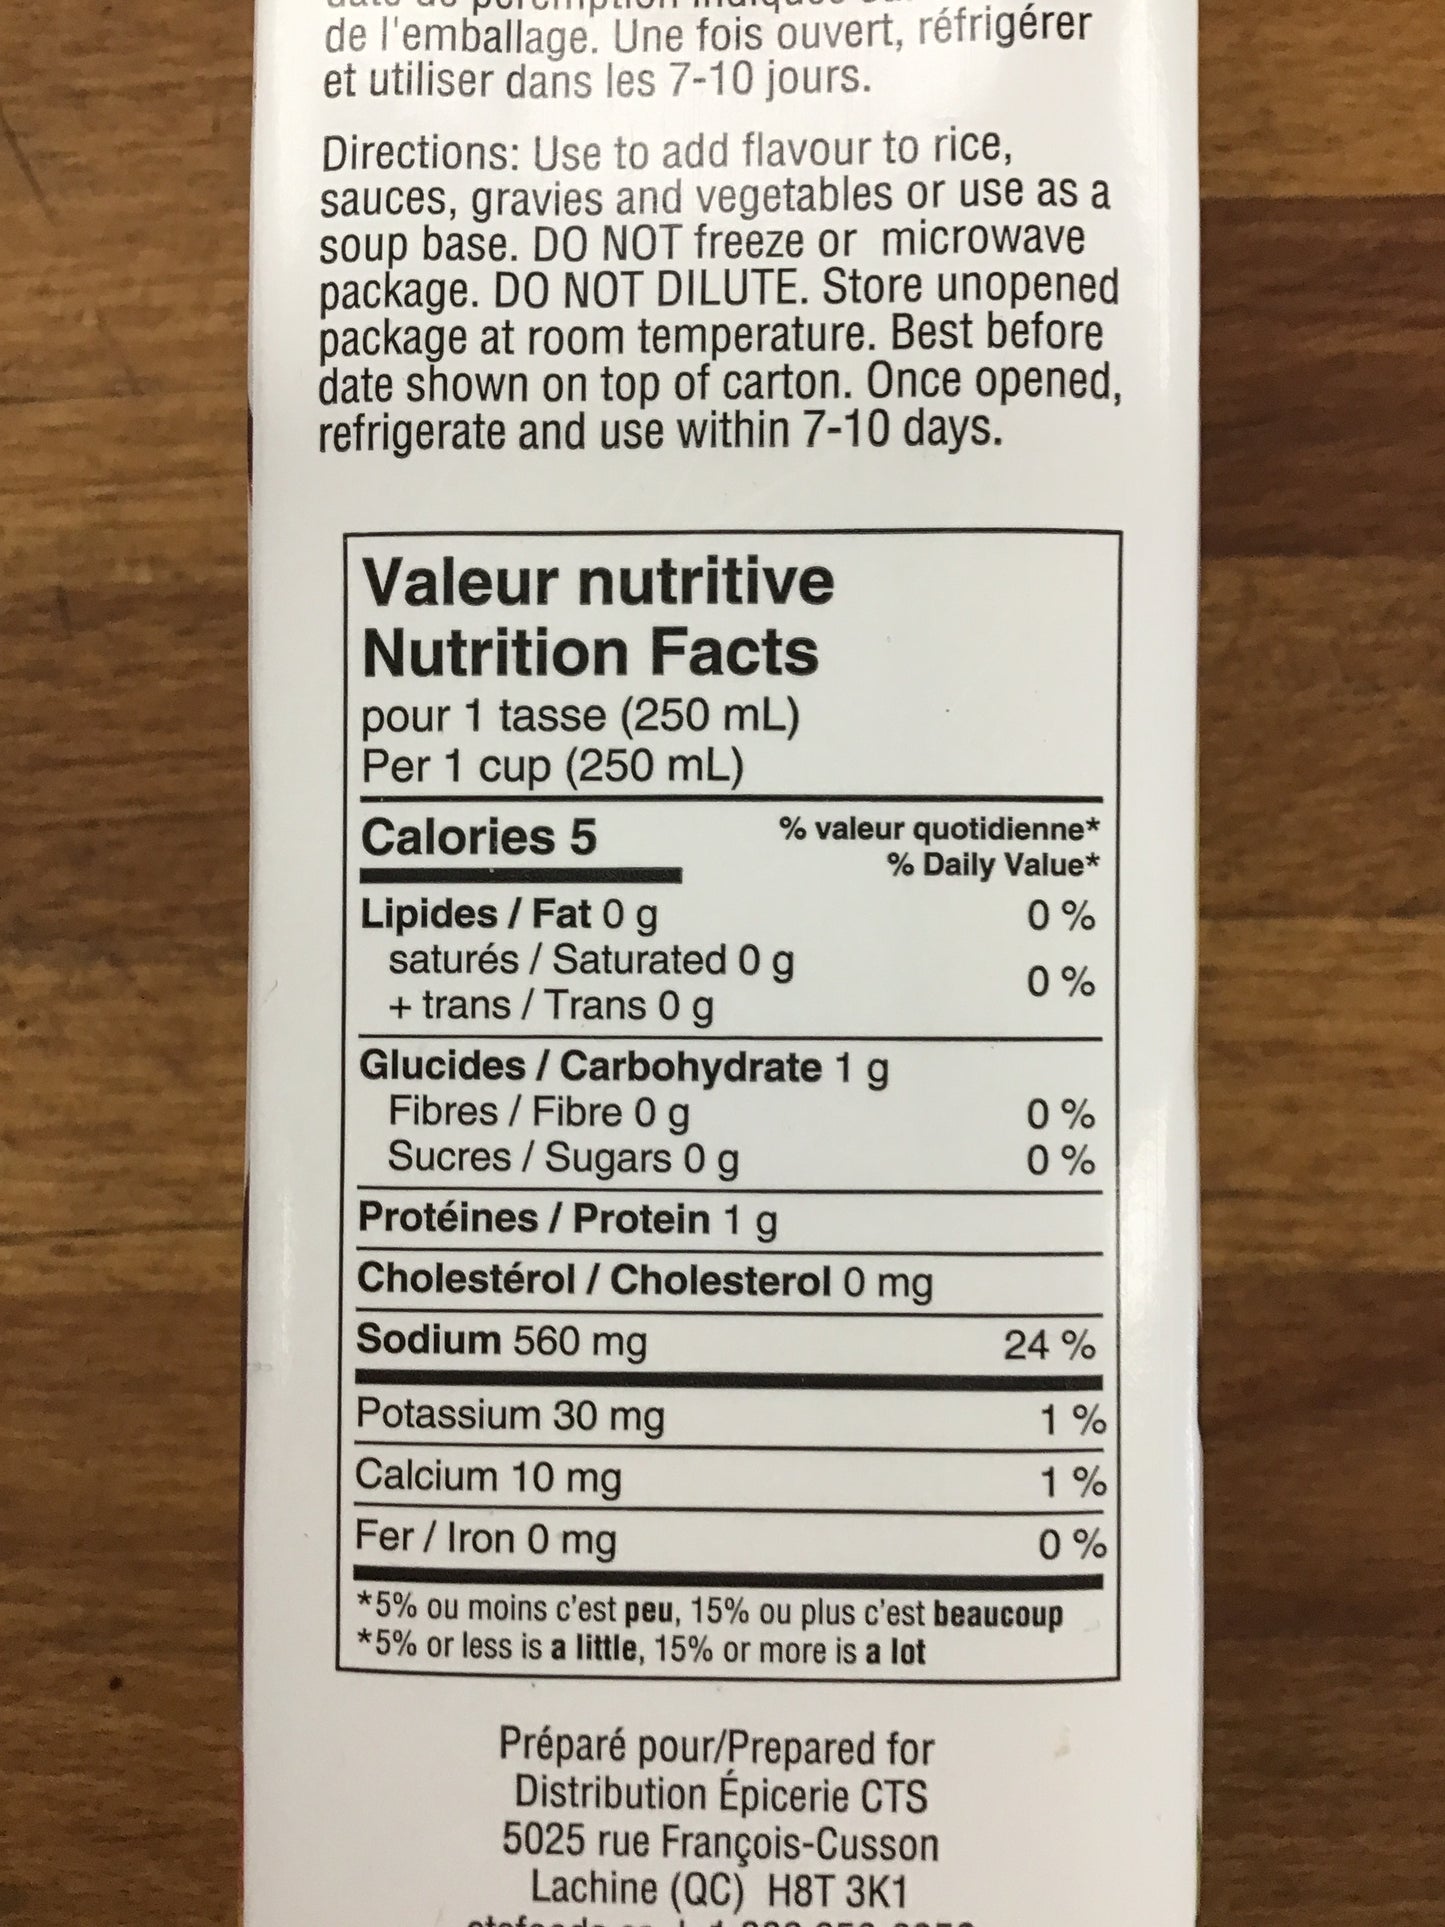 de l'emballage. Une fois ouvert, réfrigérer
et utiliser dans les 7-10 jours.
Directions: Use to add flavour to rice,
sauces, gravies and vegetables or use as a
soup base. DO NOT freeze or microwave
package. DO NOT DILUTE. Store unopened
package at room temperature. Best before
date shown on top of carton. Once opened,
refrigerate and use within 7-10 days.
Valeur nutritive
Nutrition Facts
pour 1 tasse (250 mL)
Per 1 cup (250 mL)
Calories 5 % valeur quotidienne*
% Daily Value*
Lipides / Fat 0 g 0 %
saturés / Saturated 0 g
+ trans / Trans 0 g 0 %
Glucides / Carbohydrate 1 g
Fibres / Fibre 0 g 0 %
Sucres / Sugars 0 g 0 %
Protéines / Protein 1 g
Cholestérol / Cholesterol 0 mg
Sodium 560 mg 24 %
Potassium 30 mg 1 %
Calcium 10 mg 1 %
Fer / Iron 0 mg 0 %
*5% ou moins c'est peu, 15% ou plus c'est beaucoup
*5% or less is a little, 15% or more is a lot
Préparé pour/Prepared for
Distribution Épicerie CTS
5025 rue François-Cusson
Lachine (QC) H8T 3K1